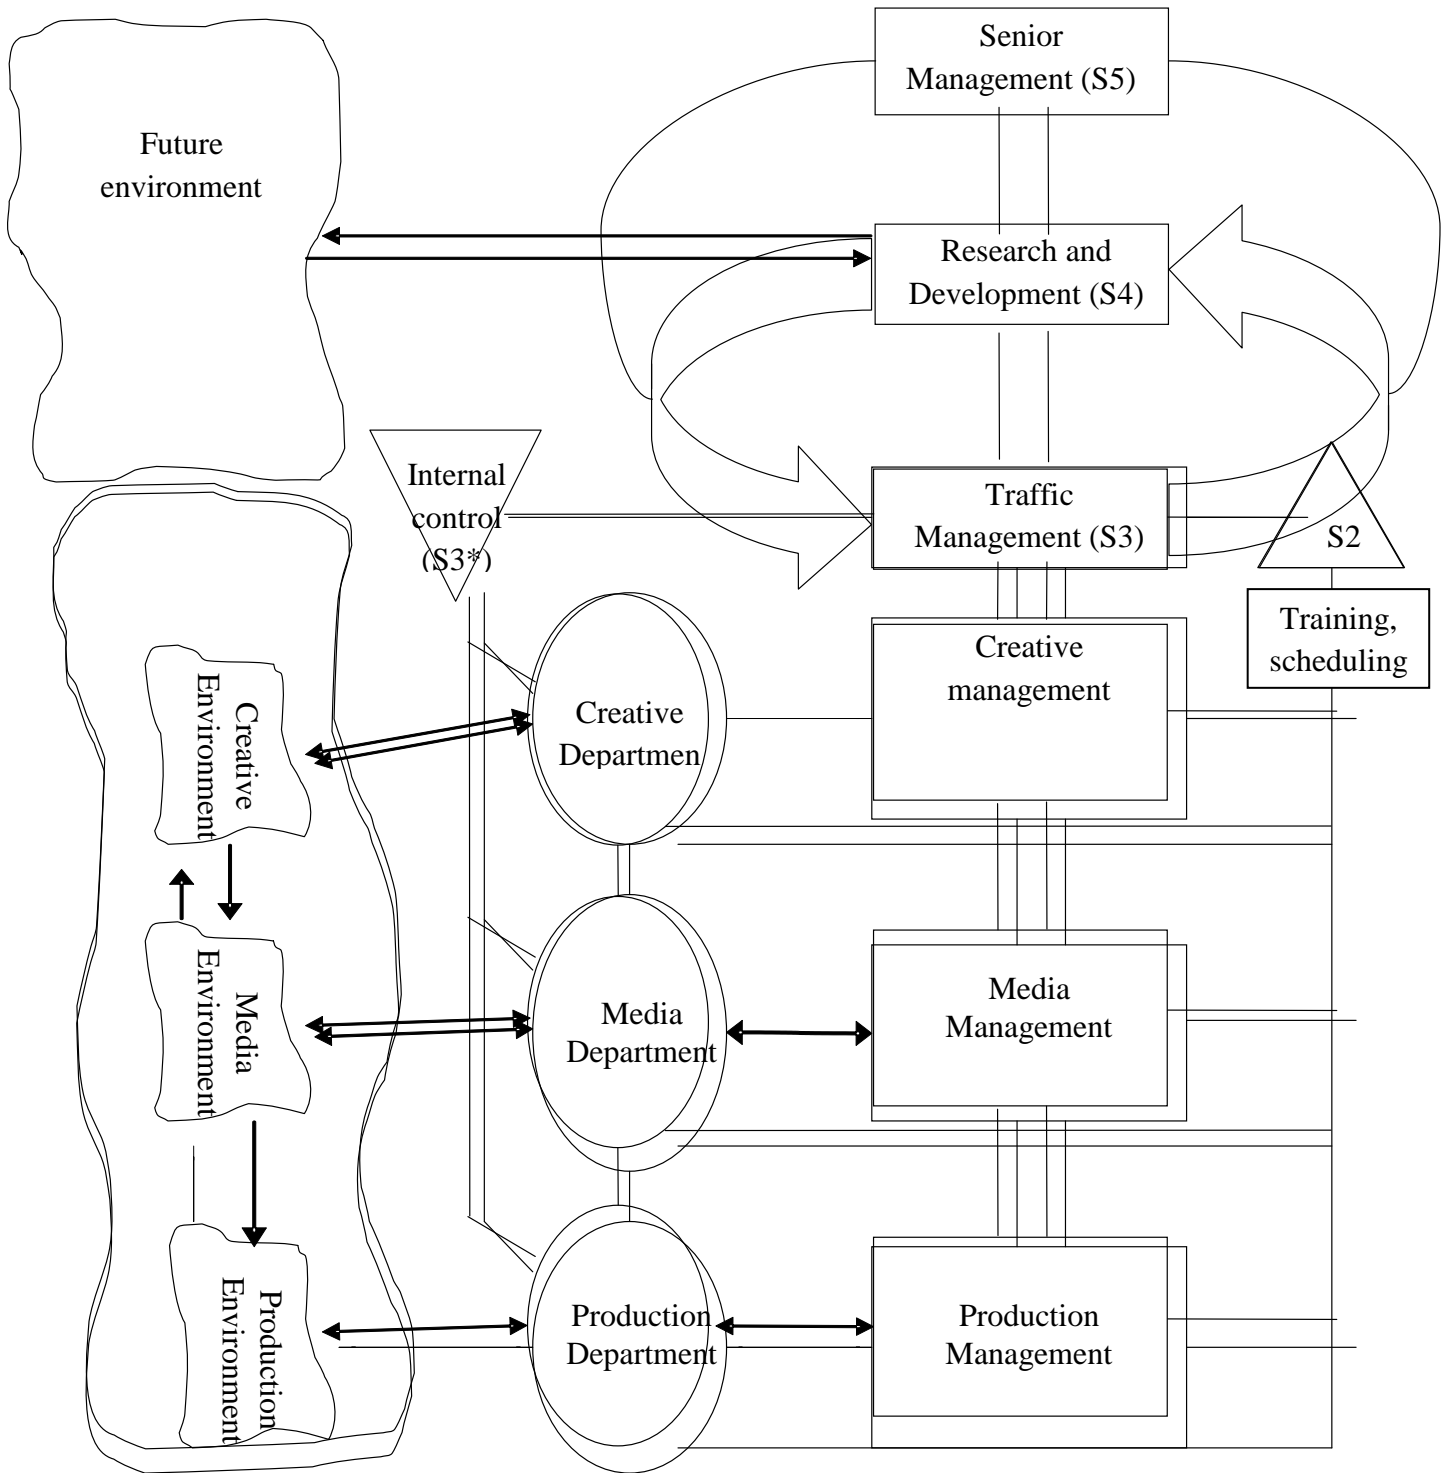 Senior
Management (S5)
Future
environment
Research and
Development (S4)
Internal
control
(S3*)
Traffic
Management (S3)
S2
Training,
scheduling
Creative
Environment
Creative
Departmen
Creative
management
Media
Environment
Media
Department
Media
Management
Production
Environment
Production
Department
Production
Management